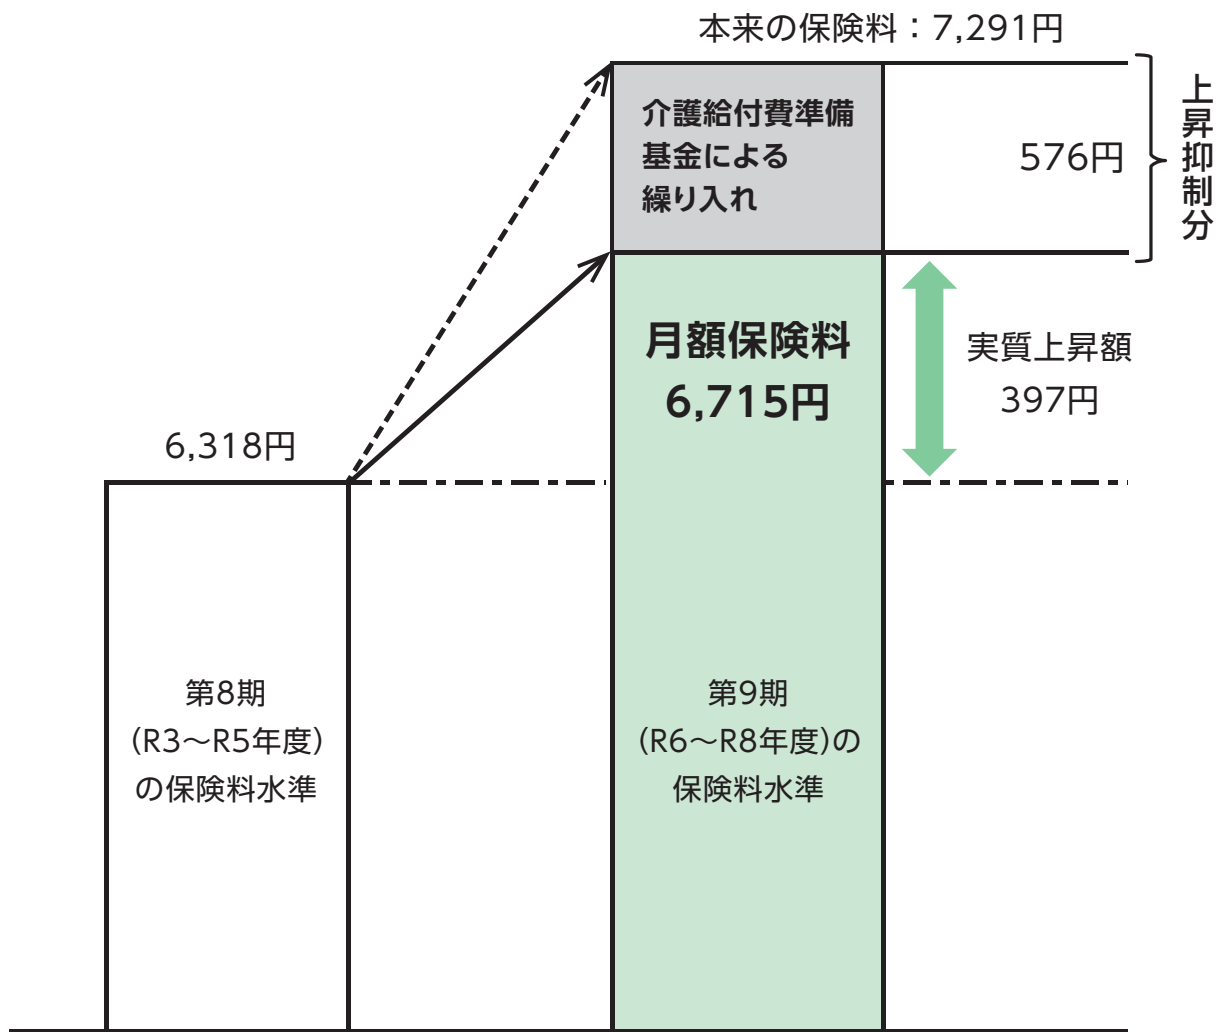 本来の保険料：7,291円
介護給付費準備
基金による
繰り入れ
576円
上昇抑制分
月額保険料
6,715円
実質上昇額
397円
6,318円
第8期
(R3～R5年度)
の保険料水準
第9期
(R6～R8年度)の
保険料水準